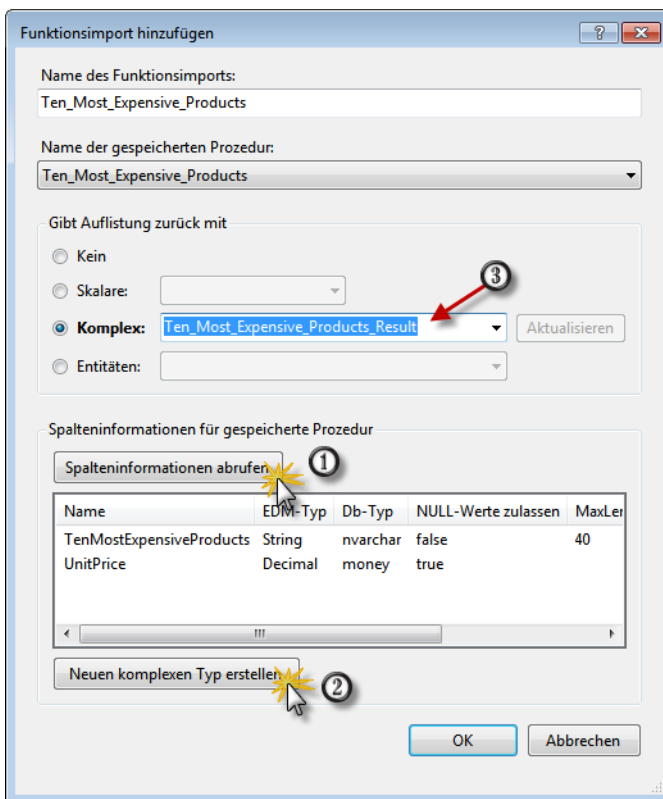 Funktionsimport hinzufügen
Name des Funktionsimports:
Ten_Most_Expensive_Products
Name der gespeicherten Prozedur:
Ten_Most_Expensive_Products
Gibt Auflistung zurück mit
Kein
Skalare:
3
Komplex: Ten_Most_Expensive_Products_Result Aktualisieren
Entitäten:
Spalteninformationen für gespeicherte Prozedur
Spalteninformationen abrufen 1
Name EDM-Typ Db-Typ NULL-Werte zulassen MaxLen
TenMostExpensiveProducts String nvarchar false 40
UnitPrice Decimal money true
Neuen komplexen Typ erstellen 2
OK Abbrechen